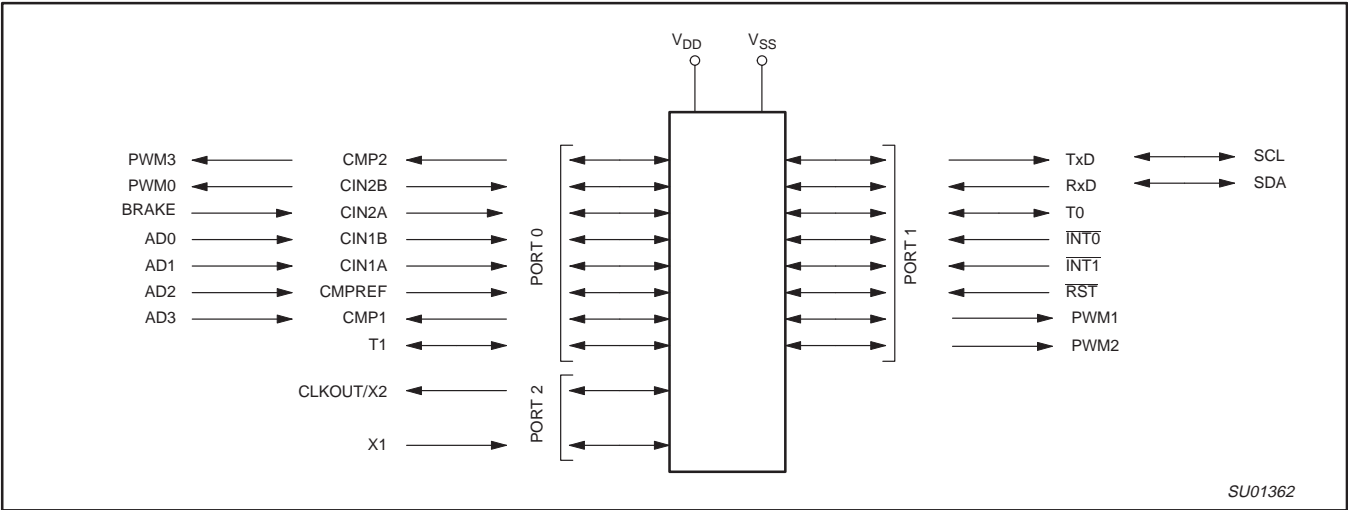 VDD VSS
PWM3 CMP2 TxD SCL
PWM0 CIN2B RxD SDA
BRAKE CIN2A T0
AD0 CIN1B INT0
AD1 CIN1A INT1
AD2 CMPREF RST
AD3 CMP1 PWM1
T1 PWM2
PORT 0
PORT 1
CLKOUT/X2
X1
PORT 2
SU01362